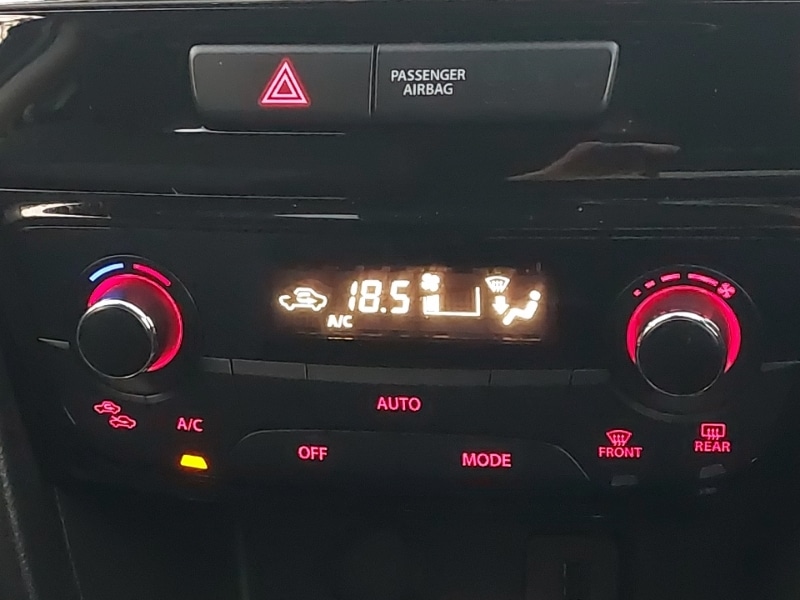 PASSENGER
AIRBAG
18.5
A/C
AUTO
A/C
OFF
MODE
FRONT
REAR